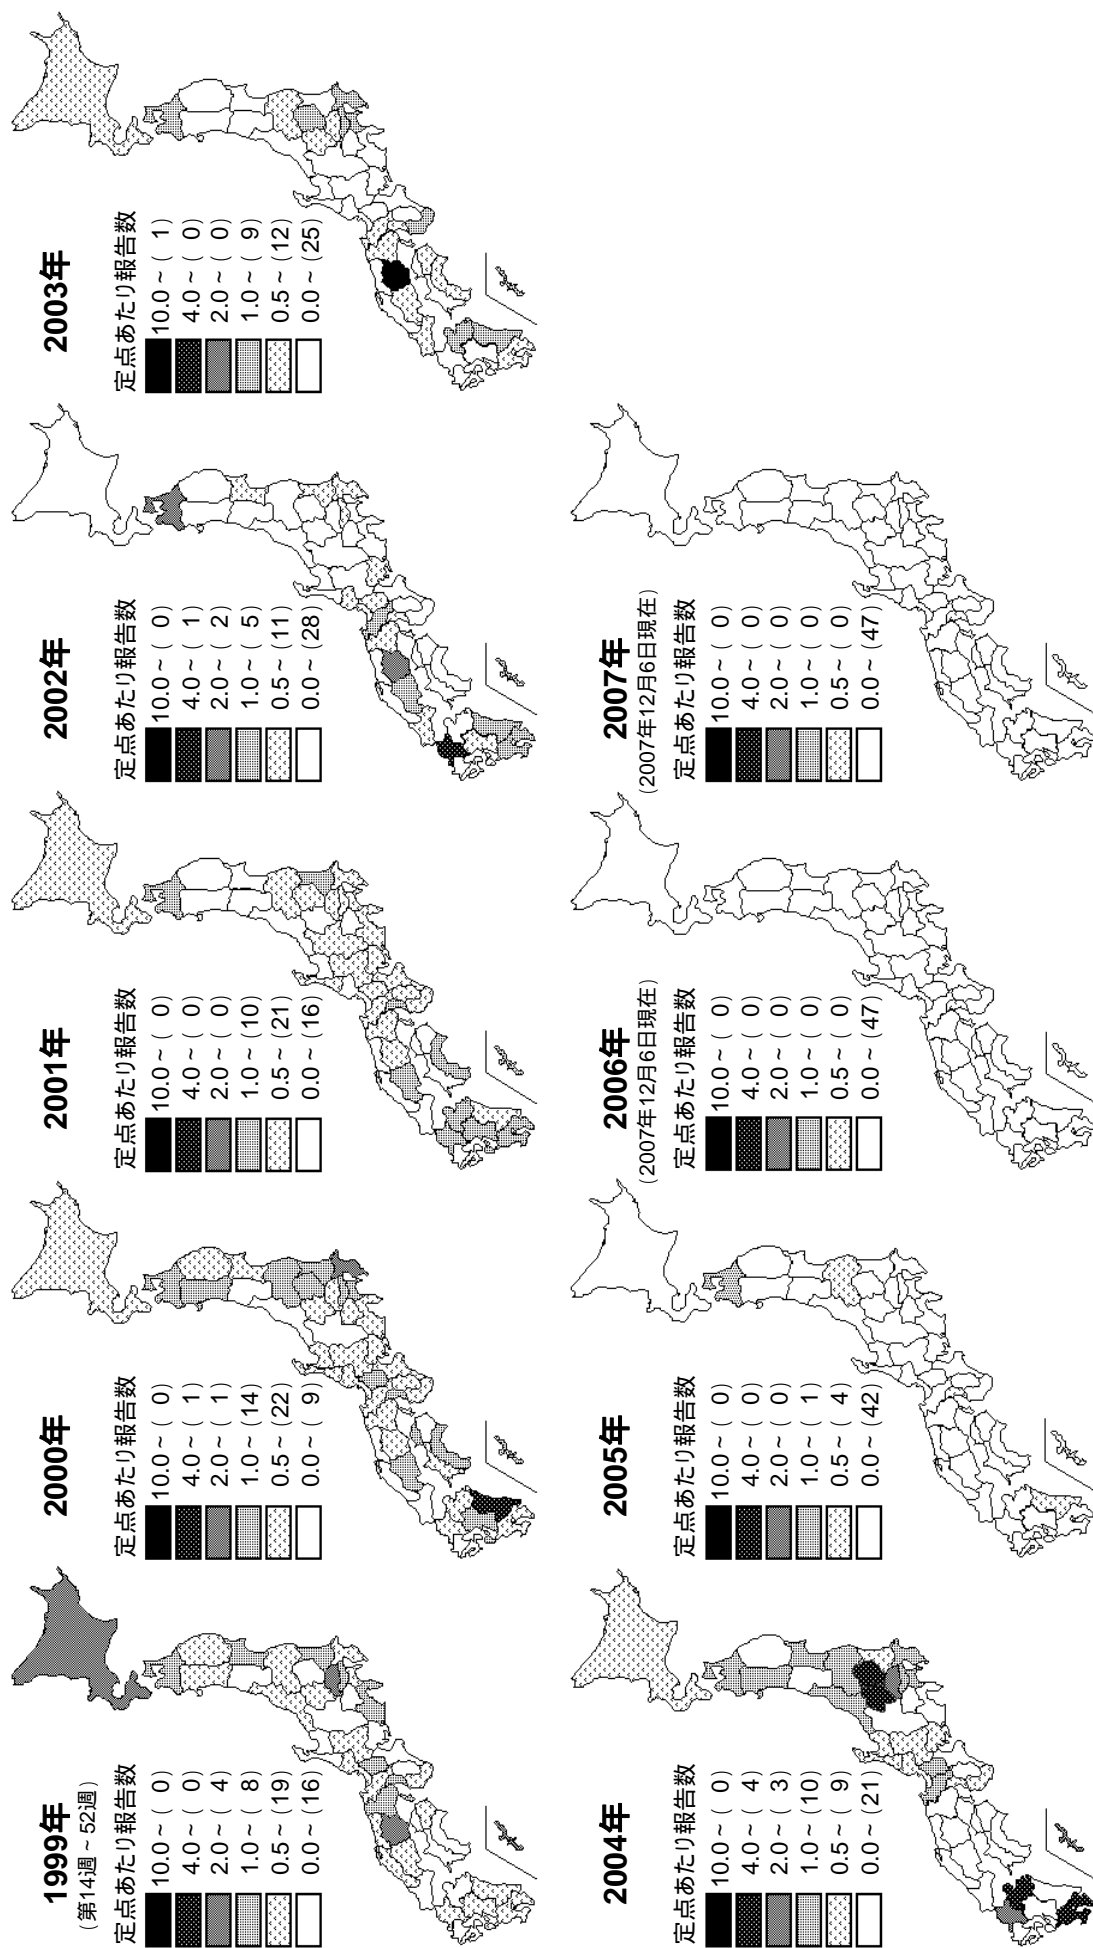 1999年
(第14週~52週)
定点あたり報告数
10.0~( 0)
4.0~( 0)
2.0~( 4)
1.0~( 8)
0.5~(19)
0.0~(16)
2000年
定点あたり報告数
10.0~( 0)
4.0~( 1)
2.0~( 1)
1.0~(14)
0.5~(22)
0.0~( 9)
2001年
定点あたり報告数
10.0~( 0)
4.0~( 0)
2.0~( 0)
1.0~(10)
0.5~(21)
0.0~(16)
2002年
定点あたり報告数
10.0~( 0)
4.0~( 1)
2.0~( 2)
1.0~( 5)
0.5~(11)
0.0~(28)
2003年
定点あたり報告数
10.0~( 1)
4.0~( 0)
2.0~( 0)
1.0~( 9)
0.5~(12)
0.0~(25)
2004年
定点あたり報告数
10.0~( 0)
4.0~( 4)
2.0~( 3)
1.0~(10)
0.5~( 9)
0.0~(21)
2005年
定点あたり報告数
10.0~( 0)
4.0~( 0)
2.0~( 0)
1.0~( 1)
0.5~( 4)
0.0~(42)
2006年
(2007年12月6日現在)
定点あたり報告数
10.0~( 0)
4.0~( 0)
2.0~( 0)
1.0~( 0)
0.5~( 0)
0.0~(47)
2007年
(2007年12月6日現在)
定点あたり報告数
10.0~( 0)
4.0~( 0)
2.0~( 0)
1.0~( 0)
0.5~( 0)
0.0~(47)